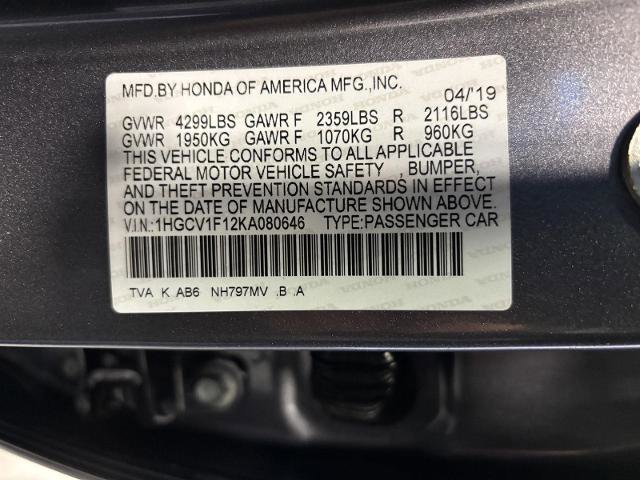 MFD.BY HONDA OF AMERICA MFG.,INC.
04/'19
GVWR 4299LBS GAWR F 2359LBS R 2116LBS
GVWR 1950KG GAWR F 1070KG R 960KG
THIS VEHICLE CONFORMS TO ALL APPLICABLE
FEDERAL MOTOR VEHICLE SAFETY , BUMPER,
AND THEFT PREVENTION STANDARDS IN EFFECT
ON THE DATE OF MANUFACTURE SHOWN ABOVE.
V.I.N.:1HGCV1F12KA080646 TYPE:PASSENGER CAR
TVA K AB6 NH797MV .B .A